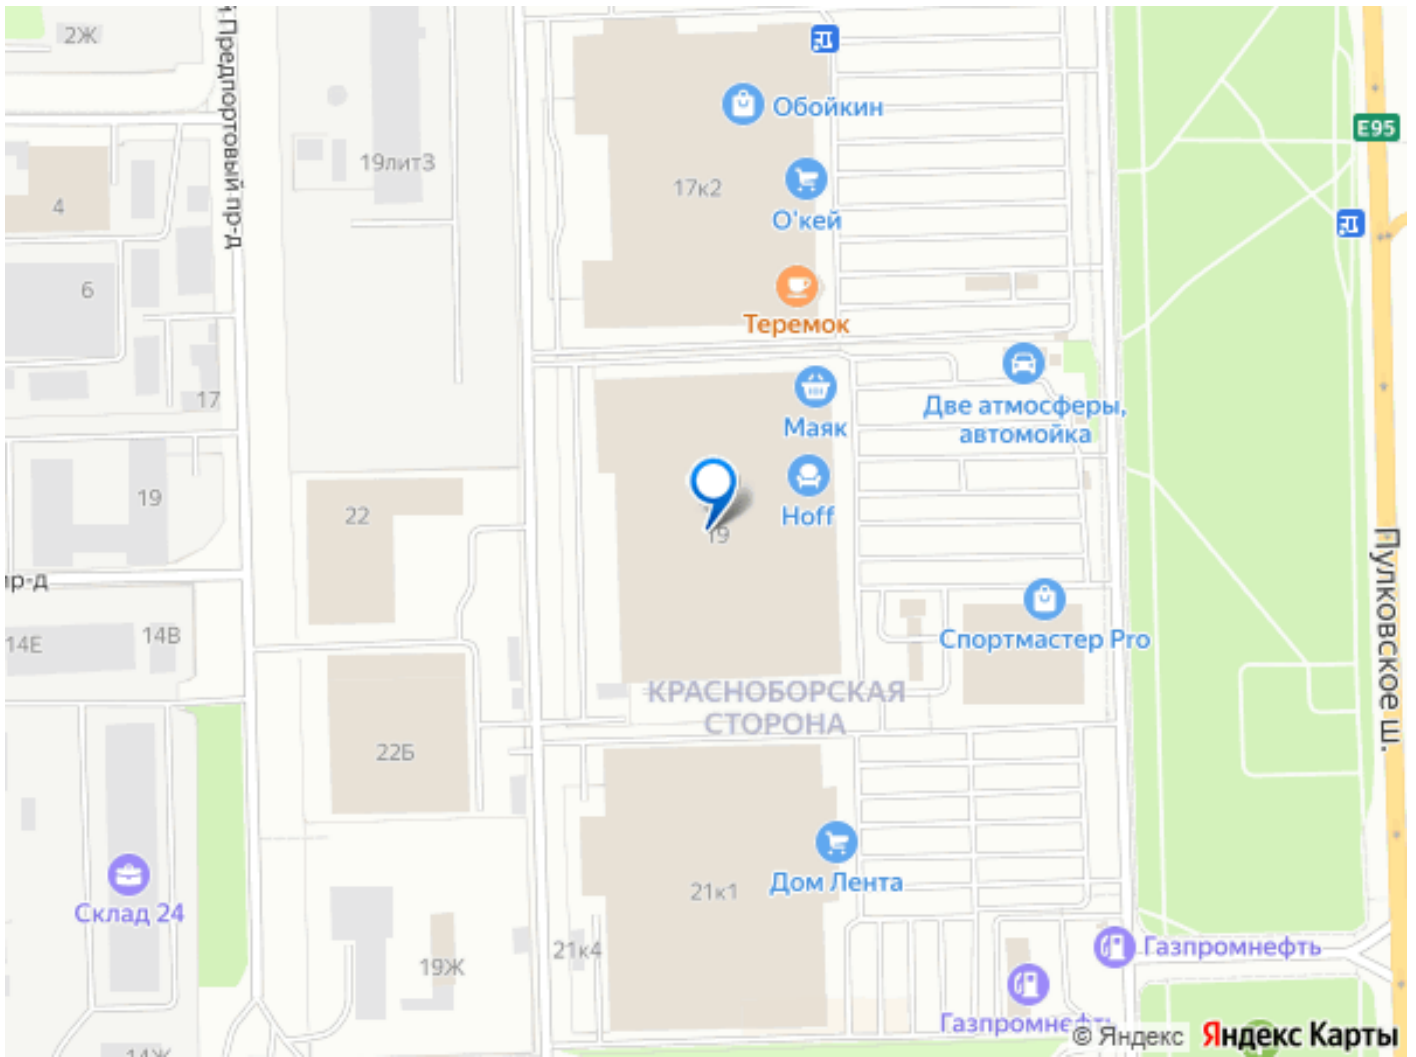 2Ж
й Предпортовый пр-д
Обойкин
E95
19лит3
17к2
4
О'кей
6
Теремок
17
Маяк
Две атмосферы,
автомойка
19
22
Hoff
19
пр-д
Пулковское ш.
14Е
14В
Спортмастер Pro
КРАСНОБОРСКАЯ
СТОРОНА
22Б
Дом Лента
21к1
Склад 24
21к4
19Ж
Газпромнефть
Газпромнефть
14Ж
© Яндекс
Яндекс Карты